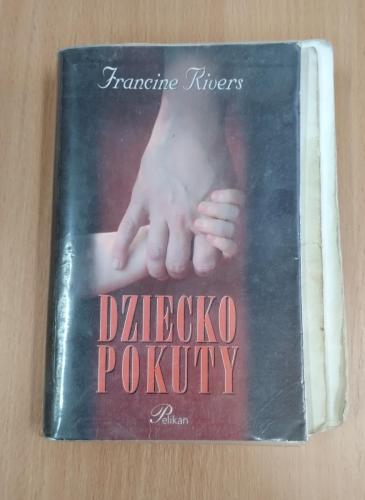 Francine Rivers
DZIECKO
POKUTY
Pelikan